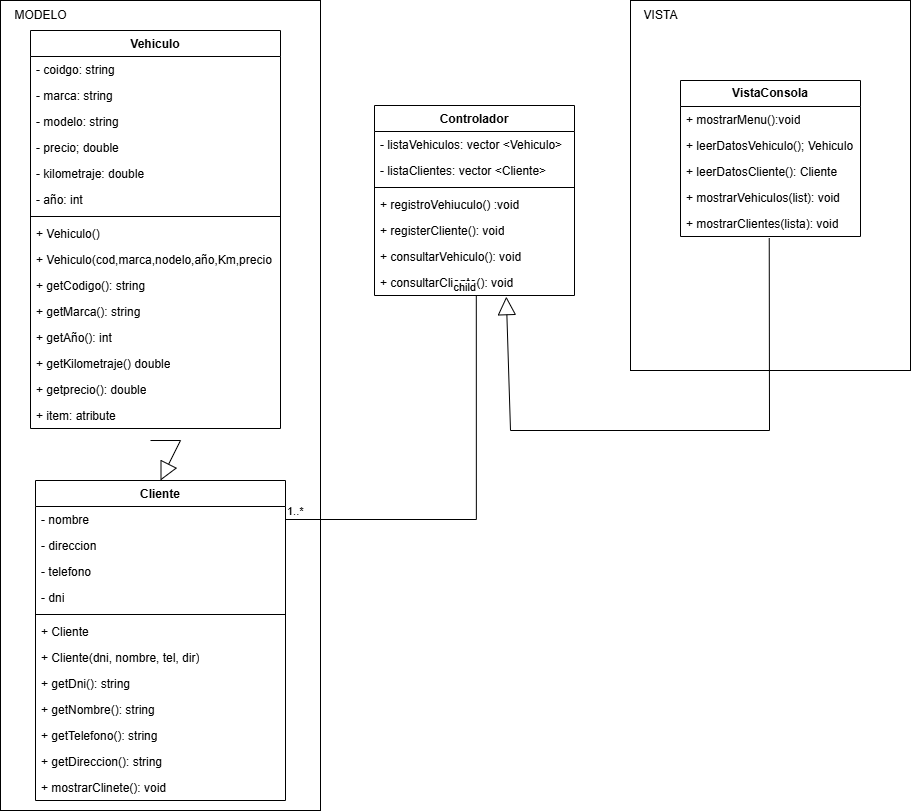 MODELO
Vehiculo
- coidgo: string
- marca: string
- modelo: string
- precio; double
- kilometraje: double
- año: int
+ Vehiculo()
+ Vehiculo(cod,marca,nodelo,año,Km,precio
+ getCodigo(): string
+ getMarca(): string
+ getAño(): int
+ getKilometraje() double
+ getprecio(): double
+ item: atribute
Cliente
- nombre
- direccion
- telefono
- dni
+ Cliente
+ Cliente(dni, nombre, tel, dir)
+ getDni(): string
+ getNombre(): string
+ getTelefono(): string
+ getDireccion(): string
+ mostrarClinete(): void
1..*
Controlador
- listaVehiculos: vector <Vehiculo>
- listaClientes: vector <Cliente>
+ registroVehiuculo() :void
+ registerCliente(): void
+ consultarVehiculo(): void
+ consultarCliente(): void
child
VISTA
VistaConsola
+ mostrarMenu():void
+ leerDatosVehiculo(); Vehiculo
+ leerDatosCliente(): Cliente
+ mostrarVehiculos(list): void
+ mostrarClientes(lista): void